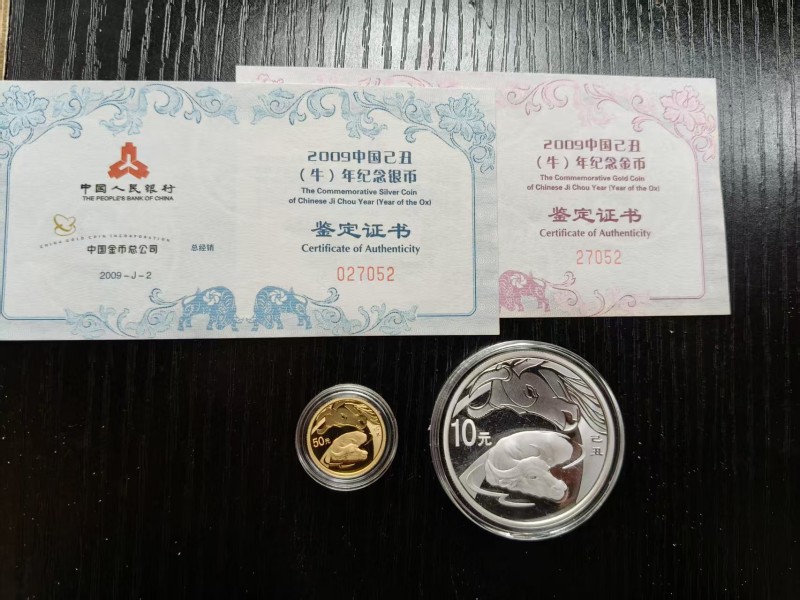 中国人民银行
THE PEOPLE'S BANK OF CHINA
CHINA GOLD COIN INCORPORATION
中国金币总公司
总经销
2009-J-2
2009中国己丑
（牛）年纪念银币
The Commemorative Silver Coin
of Chinese Ji Chou Year (Year of the Ox)
鉴定证书
Certificate of Authenticity
027052
2009中国己丑
（牛）年纪念金币
The Commemorative Gold Coin
of Chinese Ji Chou Year (Year of the Ox)
鉴定证书
Certificate of Authenticity
27052
50元
10元
己丑